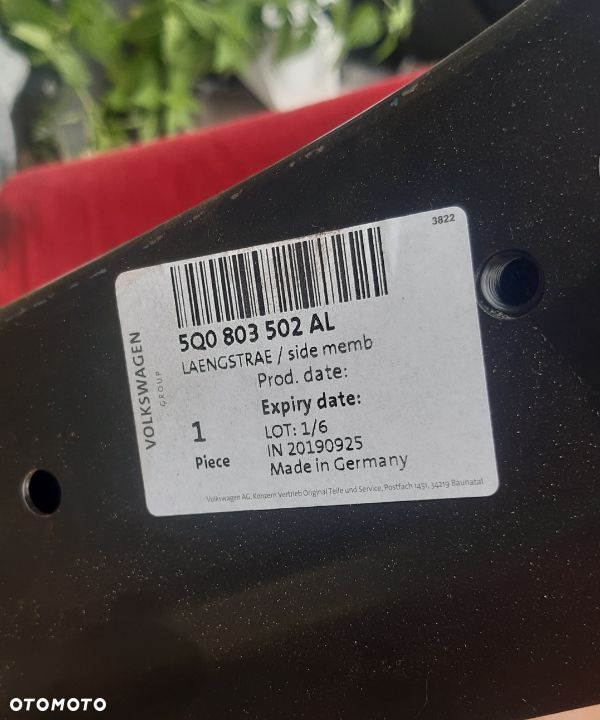 3822
VOLKSWAGEN
GROUP
5Q0 803 502 AL
LAENGSTRAE / side memb
Prod. date:
Expiry date:
1
Piece
LOT: 1/6
IN 20190925
Made in Germany
Volkswagen AG, Konzern Vertrieb Original Teile und Service, Postfach 1451, 34219 Baunatal
OTOMOTO